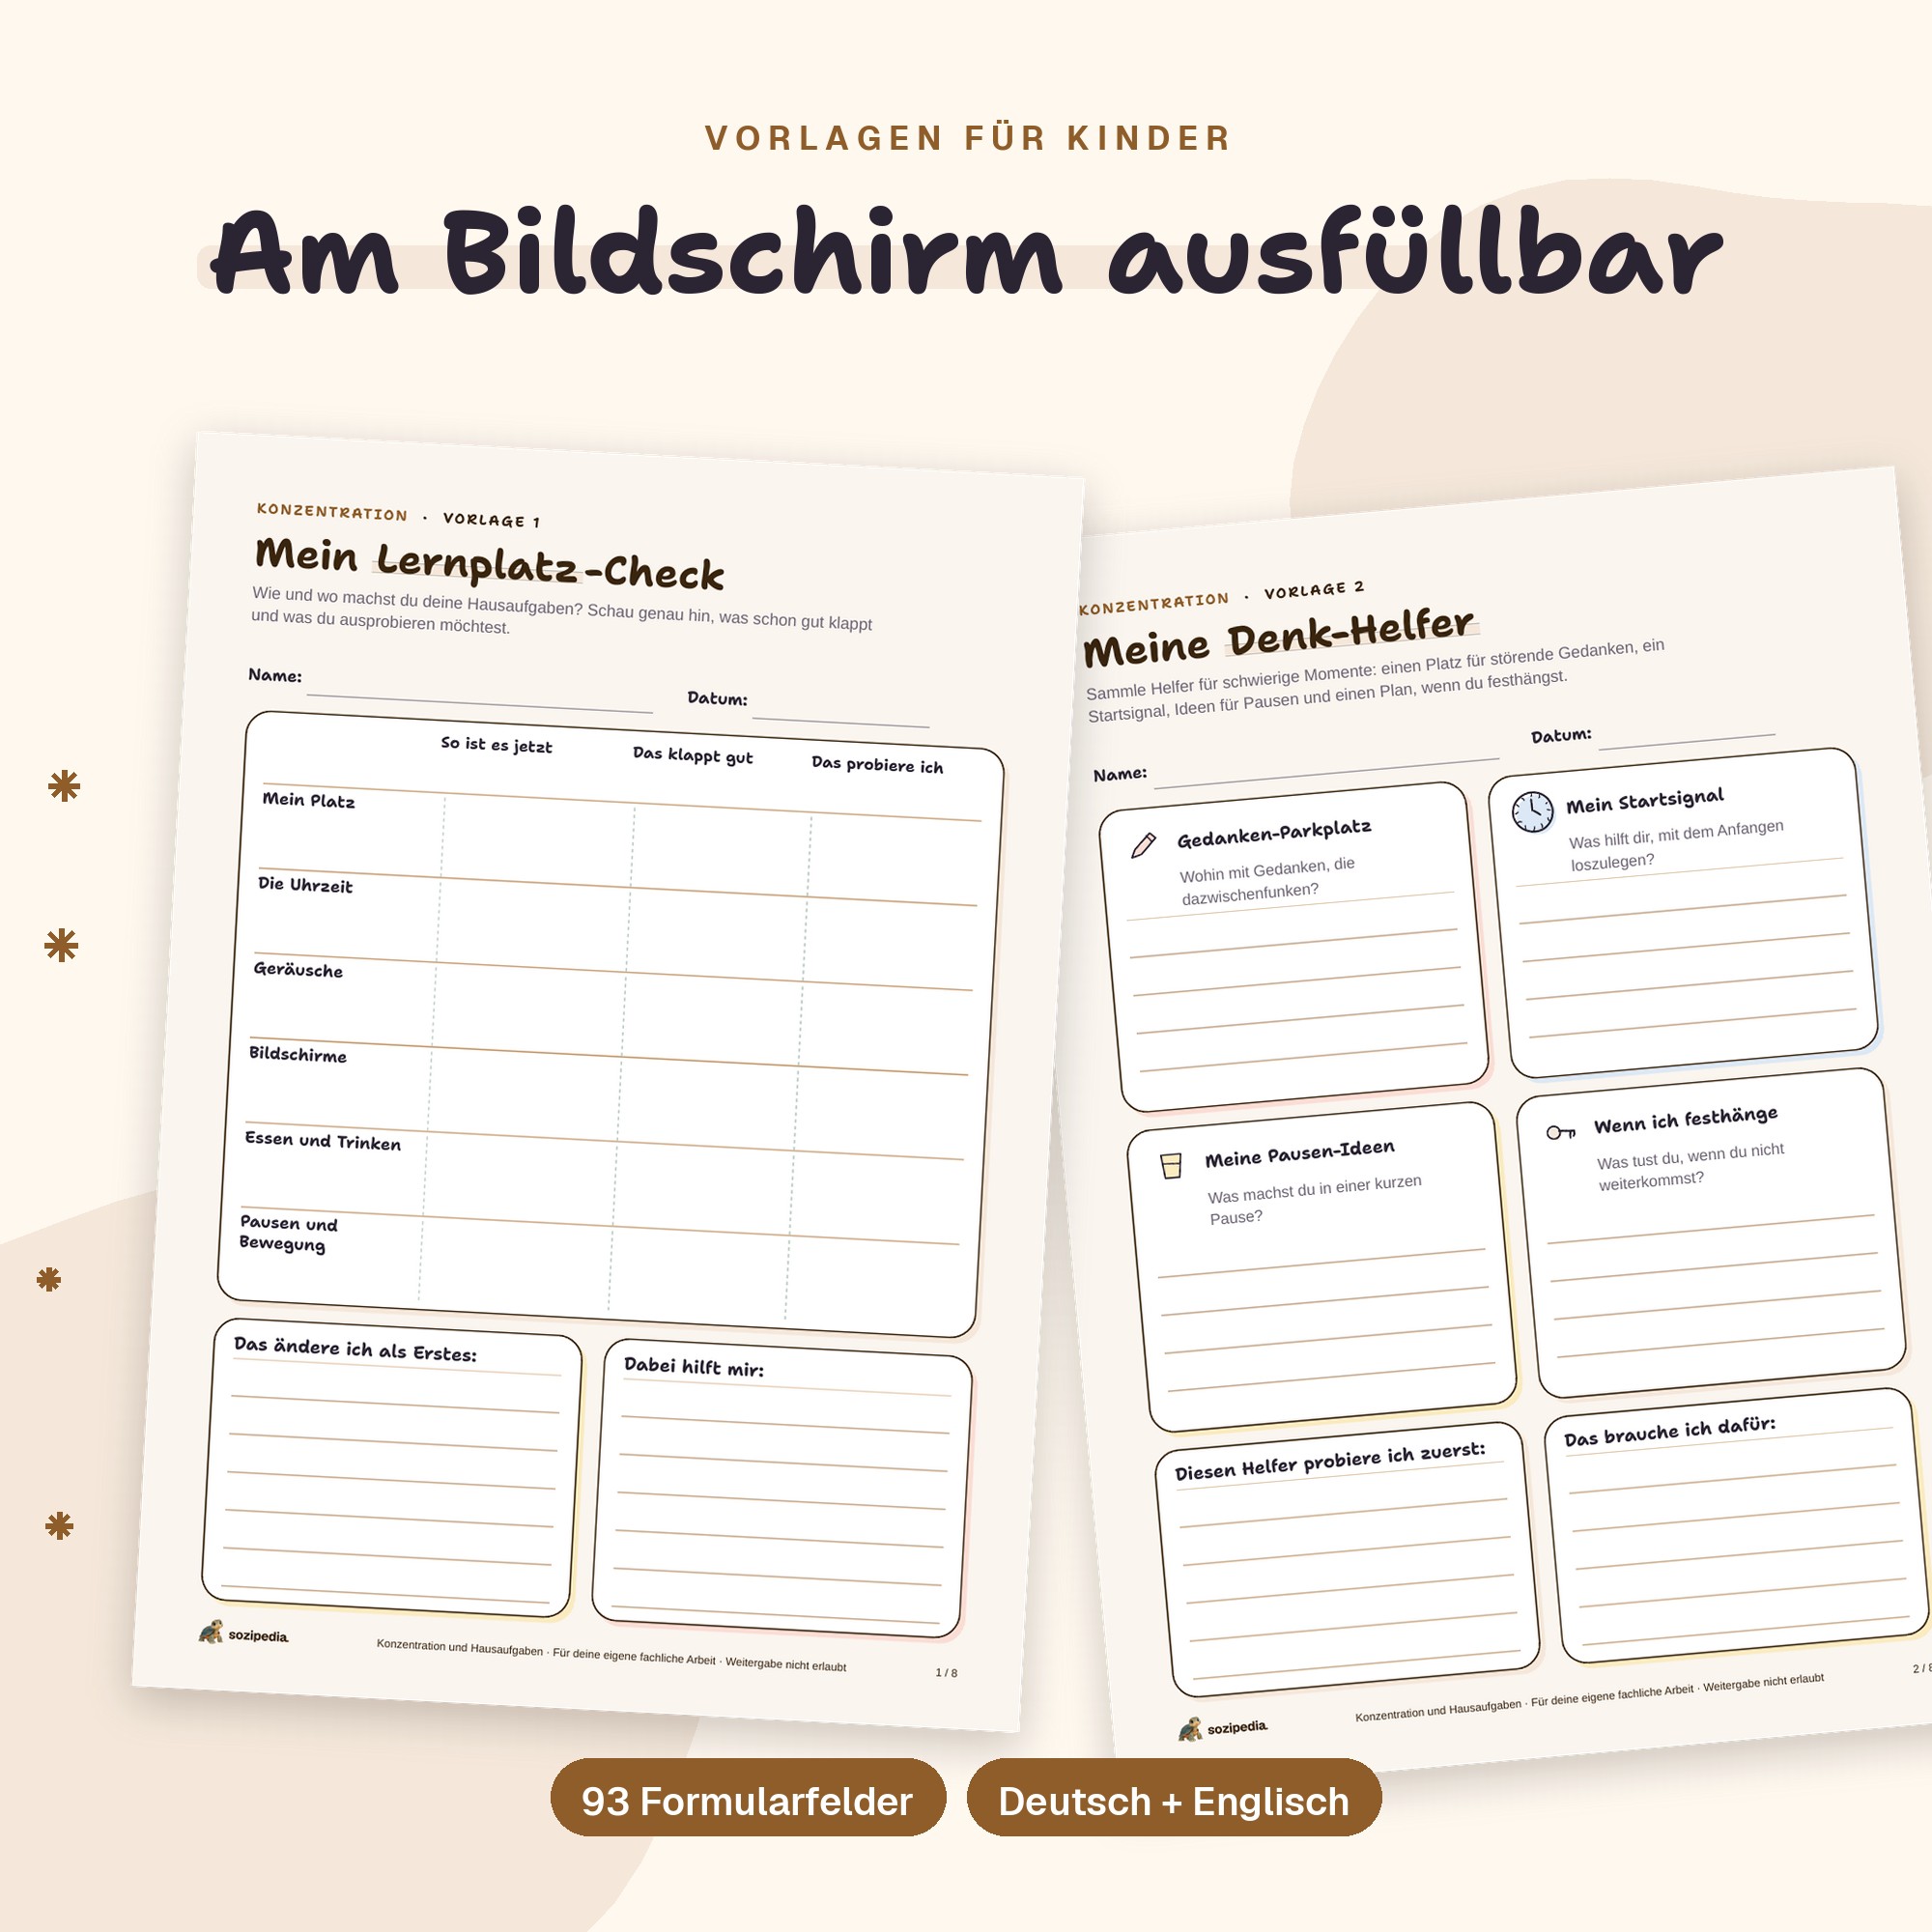 VORLAGEN FÜR KINDER
Am Bildschirm ausfüllbar
KONZENTRATION · VORLAGE 1
Mein Lernplatz-Check
Wie und wo machst du deine Hausaufgaben? Schau genau hin, was schon gut klappt
und was du ausprobieren möchtest.
Name:
Datum:
So ist es jetzt
Das klappt gut
Das probiere ich
Mein Platz
Die Uhrzeit
Geräusche
Bildschirme
Essen und Trinken
Pausen und
Bewegung
Das ändere ich als Erstes:
Dabei hilft mir:
sozipedia.
Konzentration und Hausaufgaben · Für deine eigene fachliche Arbeit · Weitergabe nicht erlaubt
1 / 8
KONZENTRATION · VORLAGE 2
Meine Denk-Helfer
Sammle Helfer für schwierige Momente: einen Platz für störende Gedanken, ein
Startsignal, Ideen für Pausen und einen Plan, wenn du festhängst.
Name:
Datum:
Gedanken-Parkplatz
Wohin mit Gedanken, die
dazwischenfunken?
Mein Startsignal
Was hilft dir, mit dem Anfangen
loszulegen?
Meine Pausen-Ideen
Was machst du in einer kurzen
Pause?
Wenn ich festhänge
Was tust du, wenn du nicht
weiterkommst?
Diesen Helfer probiere ich zuerst:
Das brauche ich dafür:
sozipedia.
Konzentration und Hausaufgaben · Für deine eigene fachliche Arbeit · Weitergabe nicht erlaubt
2 / 8
93 Formularfelder
Deutsch + Englisch